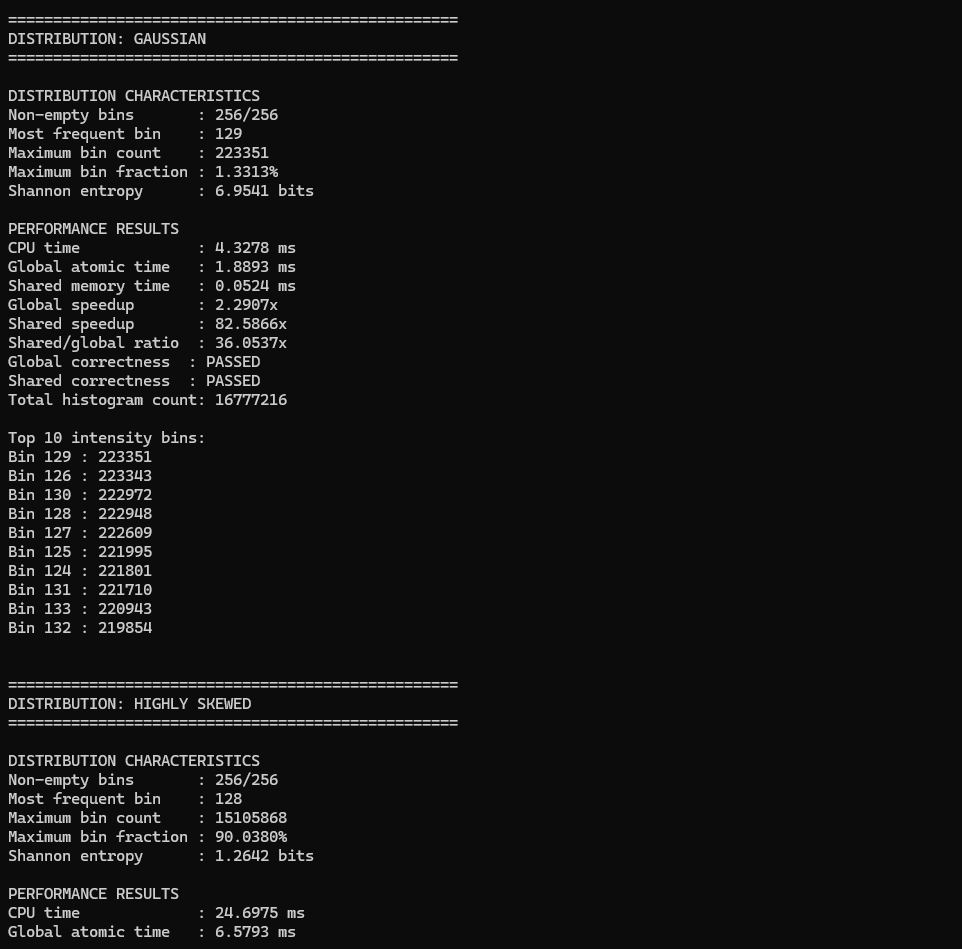 ==================================================
DISTRIBUTION: GAUSSIAN
==================================================
DISTRIBUTION CHARACTERISTICS
Non-empty bins       : 256/256
Most frequent bin    : 129
Maximum bin count    : 223351
Maximum bin fraction : 1.3313%
Shannon entropy      : 6.9541 bits
PERFORMANCE RESULTS
CPU time             : 4.3278 ms
Global atomic time   : 1.8893 ms
Shared memory time   : 0.0524 ms
Global speedup       : 2.2907x
Shared speedup       : 82.5866x
Shared/global ratio  : 36.0537x
Global correctness  : PASSED
Shared correctness  : PASSED
Total histogram count: 16777216
Top 10 intensity bins:
Bin 129 : 223351
Bin 126 : 223343
Bin 130 : 222972
Bin 128 : 222948
Bin 127 : 222609
Bin 125 : 221995
Bin 124 : 221801
Bin 131 : 221710
Bin 133 : 220943
Bin 132 : 219854
==================================================
DISTRIBUTION: HIGHLY SKEWED
==================================================
DISTRIBUTION CHARACTERISTICS
Non-empty bins       : 256/256
Most frequent bin    : 128
Maximum bin count    : 15105868
Maximum bin fraction : 90.0380%
Shannon entropy      : 1.2642 bits
PERFORMANCE RESULTS
CPU time             : 24.6975 ms
Global atomic time   : 6.5793 ms